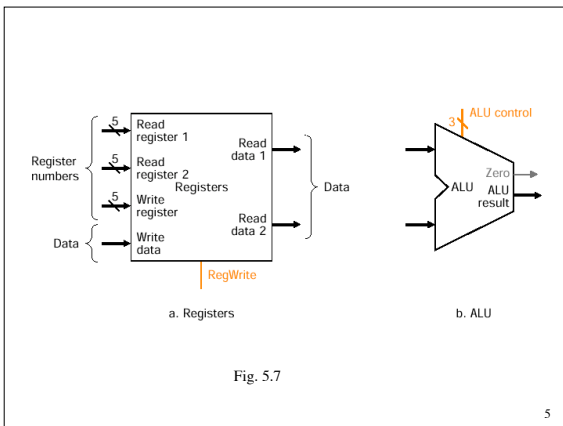 Register
numbers
Data
5
Read
register 1
5
Read
register 2
5
Write
register
Write
data
Registers
Read
data 1
Read
data 2
Data
RegWrite
a. Registers
3
ALU control
ALU
Zero
ALU
result
b. ALU
Fig. 5.7
5